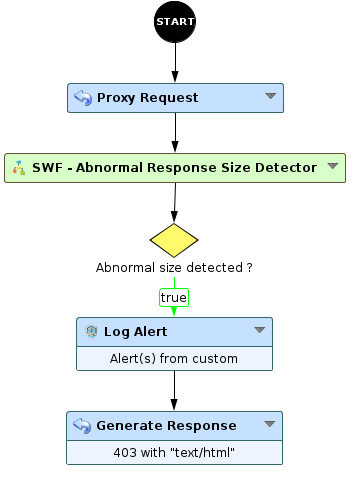 START
Proxy Request
SWF - Abnormal Response Size Detector
Abnormal size detected ?
true
Log Alert
Alert(s) from custom
Generate Response
403 with "text/html"